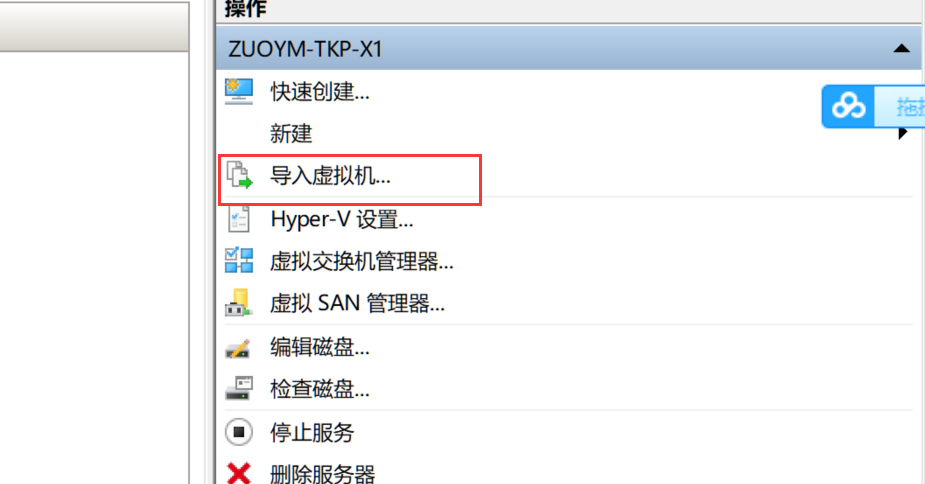 操作
ZUOYM-TKP-X1
快速创建...
新建
导入虚拟机...
Hyper-V 设置...
虚拟交换机管理器...
虚拟 SAN 管理器...
编辑磁盘...
检查磁盘...
停止服务
删除服务器